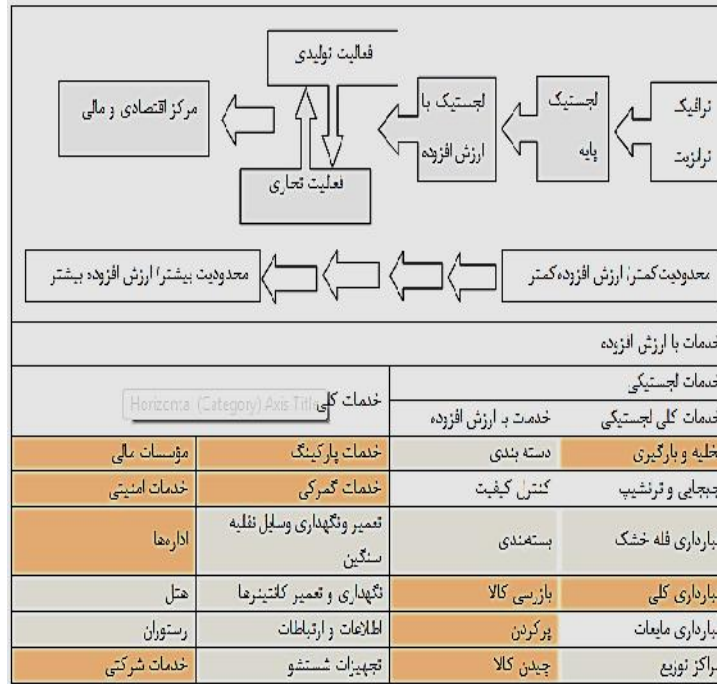 فعالیت تولیدی
ترافیک
ترانزیت
لجستیک
پایه
لجستیک با
ارزش افزوده
مرکز اقتصادی و مالی
فعالیت تجاری
محدودیت کمتر/ ارزش افزوده کمتر
محدودیت بیشتر/ ارزش افزوده بیشتر
خدمات با ارزش افزوده
خدمات لجستیکی
خدمات کلی
Horizontal (Category) Axis Title
خدمات کلی لجستیکی
خدمت با ارزش افزوده
تخلیه و بارگیری
دسته بندی
خدمات پارکینگ
مؤسسات مالی
جابجایی و ترنشیپ
کنترل کیفیت
خدمات گمرکی
خدمات امنیتی
انبارداری فله خشک
بسته‌بندی
تعمیر ونگهداری وسایل نقلیه
سنگین
اداره‌ها
انبارداری کلی
بازرسی کالا
نگهداری و تعمیر کانتینرها
هتل
انبارداری مایعات
پرکردن
اطلاعات و ارتباطات
رستوران
مراکز توزیع
چیدن کالا
تجهیزات شستشو
خدمات شرکتی